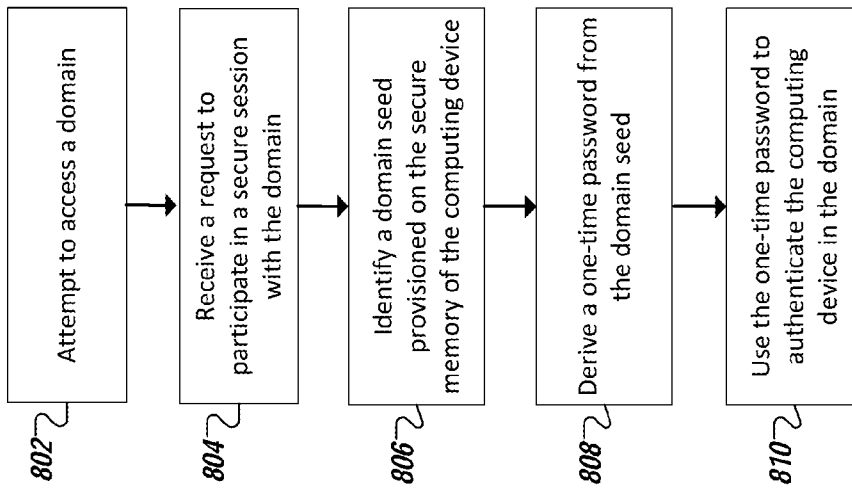 802
Attempt to access a domain
804
Receive a request to
participate in a secure session
with the domain
806
Identify a domain seed
provisioned on the secure
memory of the computing device
808
Derive a one-time password from
the domain seed
810
Use the one-time password to
authenticate the computing
device in the domain